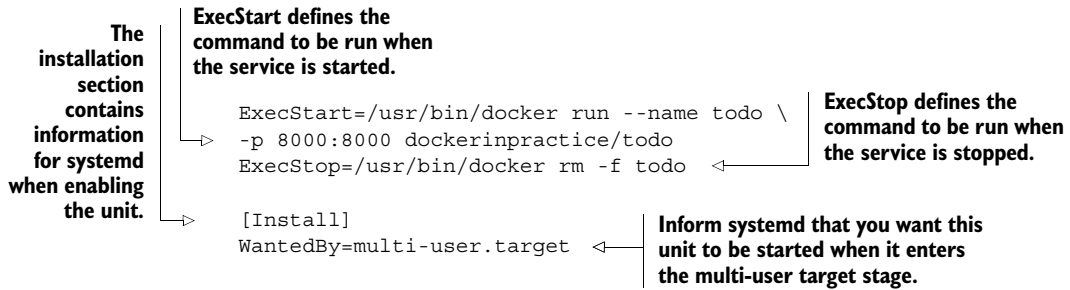 ExecStart defines the
command to be run when
the service is started.
The
installation
section
contains
information
for systemd
when enabling
the unit.
ExecStart=/usr/bin/docker run --name todo \
-p 8000:8000 dockerinpractice/todo
ExecStop=/usr/bin/docker rm -f todo
ExecStop defines the
command to be run when
the service is stopped.
[Install]
WantedBy=multi-user.target
Inform systemd that you want this
unit to be started when it enters
the multi-user target stage.